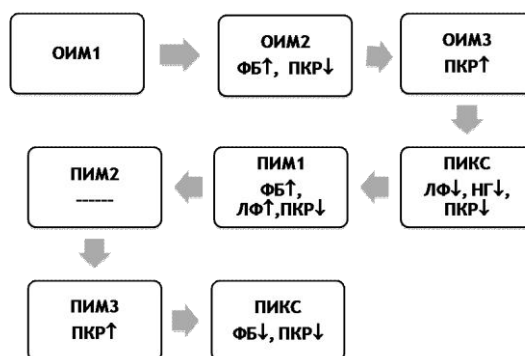 ОИМ1
ОИМ2
ФБ↑, ПКР↓
ОИМ3
ПКР↑
ПИКС
ЛФ↓, НГ↓,
ПКР↓
ПИМ1
ФБ↑,
ЛФ↑,ПКР↓
ПИМ2
------
ПИМ3
ПКР↑
ПИКС
ФБ↓, ПКР↓